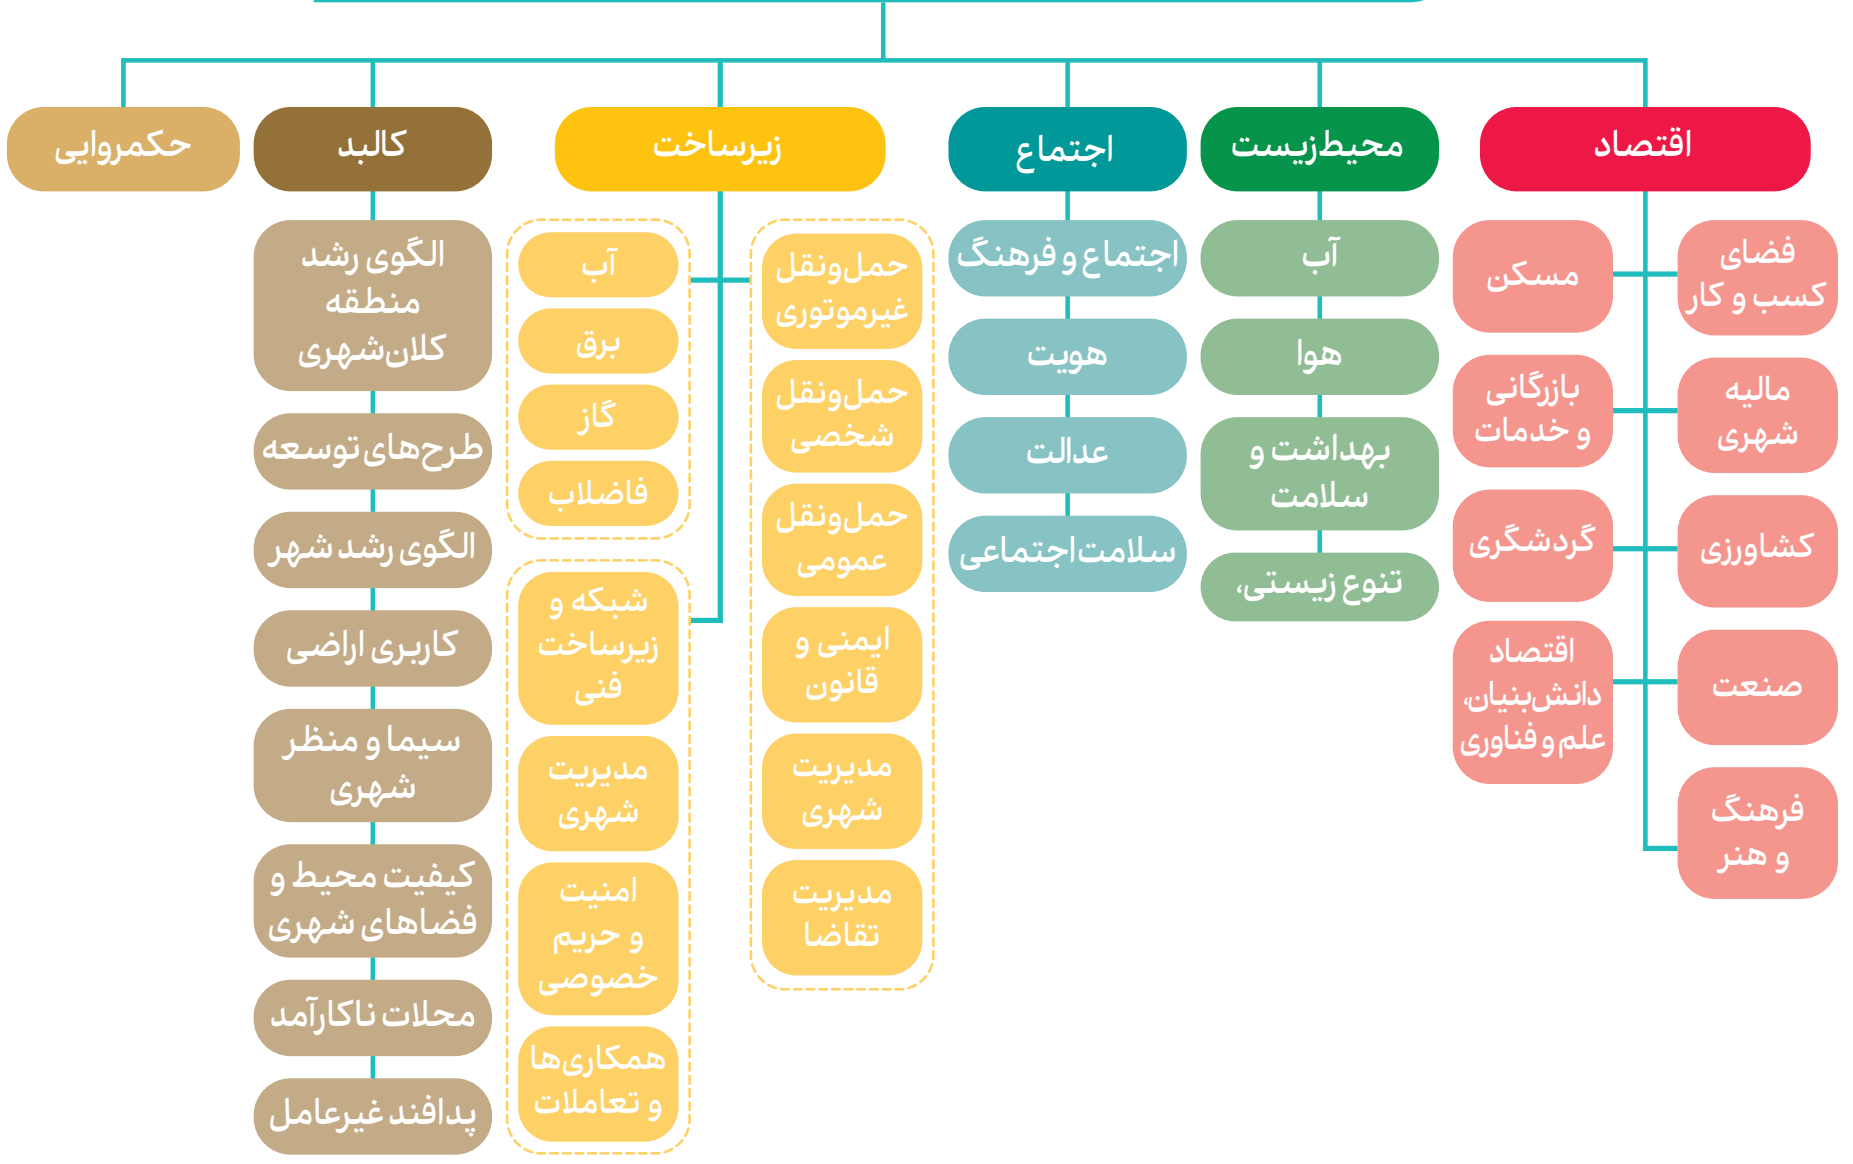 اقتصاد
فضای
کسب و کار
مالیه
شهری
کشاورزی
صنعت
فرهنگ
و هنر
مسکن
بازرگانی
و خدمات
گردشگری
اقتصاد
دانش‌بنیان،
علم و فناوری
محیط‌زیست
آب
هوا
بهداشت و
سلامت
تنوع زیستی،
اجتماع
اجتماع و فرهنگ
هویت
عدالت
سلامت اجتماعی
زیرساخت
حمل‌ونقل
غیرموتوری
حمل‌ونقل
شخصی
حمل‌ونقل
عمومی
ایمنی و
قانون
مدیریت
شهری
مدیریت
تقاضا
آب
برق
گاز
فاضلاب
شبکه و
زیرساخت
فنی
مدیریت
شهری
امنیت
و حریم
خصوصی
همکاری‌ها
و تعاملات
کالبد
الگوی رشد
منطقه
کلان‌شهری
طرح‌های توسعه
الگوی رشد شهر
کاربری اراضی
سیما و منظر
شهری
کیفیت محیط و
فضاهای شهری
محلات ناکارآمد
پدافند غیرعامل
حکمروایی